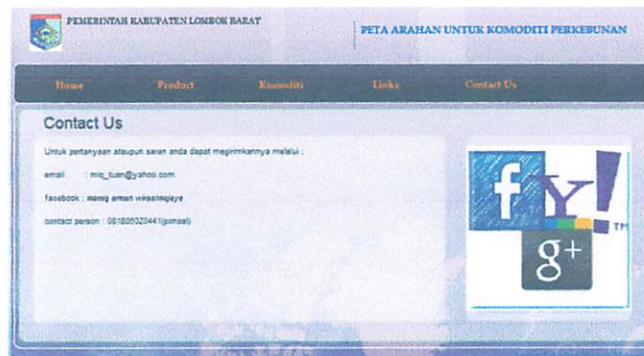 PEMERINTAH KABUPATEN LOMBOK BARAT
PETA ARAHAN UNTUK KOMODITI PERKEBUNAN
Home Product Komoditi Links Contact Us
Contact Us
Untuk pertanyaan ataupun saran anda dapat megirimkannya melalui :
email : miq_tuan@yahoo.com
facebook : mamiq arman
contact person : 081805320441(ponsel)
f Y! TM
g+